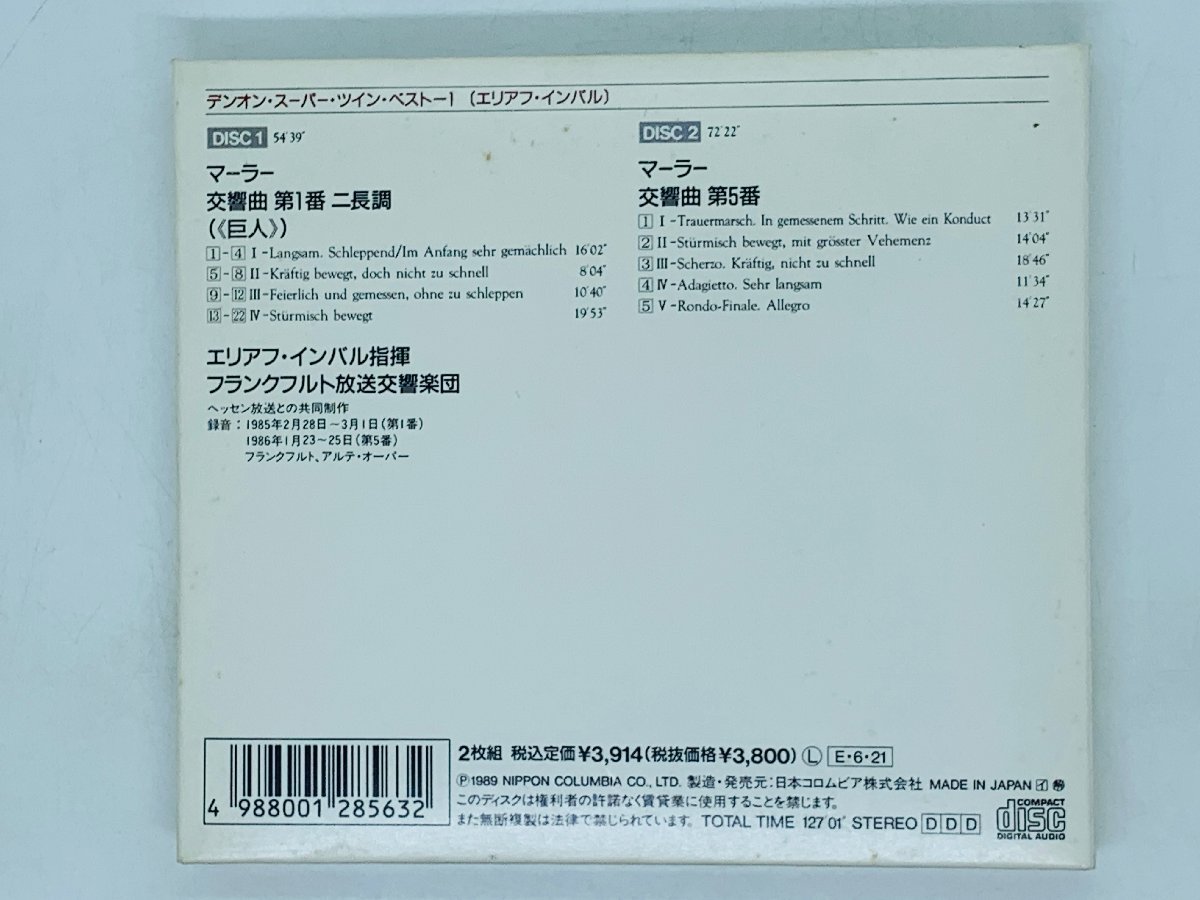 デンオン・スーパー・ツイン・ベストー1 (エリアフ・インバル)
DISC 1 54'39"
マーラー
交響曲 第1番 ニ長調
(《巨人》)
1-4 I-Langsam. Schleppend/Im Anfang sehr gemächlich 16'02"
5-8 II-Kräftig bewegt, doch nicht zu schnell 8'04"
9-12 III-Feierlich und gemessen, ohne zu schleppen 10'40"
13-22 IV-Stürmisch bewegt 19'53"
エリアフ・インバル指揮
フランクフルト放送交響楽団
ヘッセン放送との共同制作
録音:1985年2月28日~3月1日(第1番)
1986年1月23~25日(第5番)
フランクフルト、アルテ・オーパー
DISC 2 72'22"
マーラー
交響曲 第5番
1 I-Trauermarsch. In gemessenem Schritt. Wie ein Konduct 13'31"
2 II-Stürmisch bewegt, mit grösster Vehemenz 14'04"
3 III-Scherzo. Kräftig, nicht zu schnell 18'46"
4 IV-Adagietto. Sehr langsam 11'34"
5 V-Rondo-Finale. Allegro 14'27"
4 988001 285632
2枚組 税込定価¥3,914(税抜価格¥3,800) Ⓛ E・6・21
Ⓟ1989 NIPPON COLUMBIA CO., LTD. 製造・発売元:日本コロムビア株式会社 MADE IN JAPAN イ
このディスクは権利者の許諾なく賃貸業に使用することを禁じます。
また無断複製は法律で禁じられています。 TOTAL TIME 127'01" STEREO D D D
COMPACT
disc
DIGITAL AUDIO